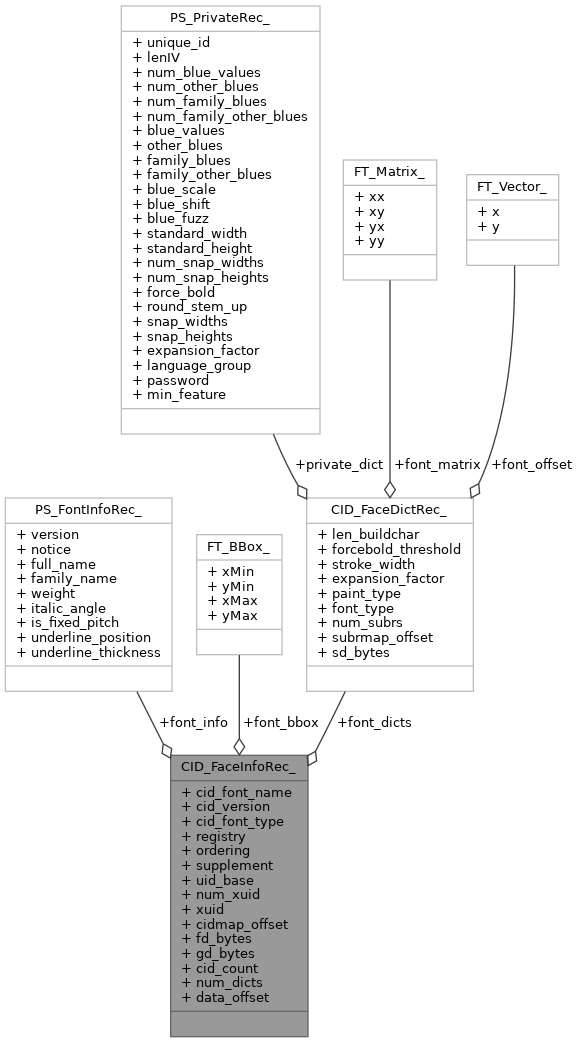 PS_PrivateRec_
+ unique_id
+ lenIV
+ num_blue_values
+ num_other_blues
+ num_family_blues
+ num_family_other_blues
+ blue_values
+ other_blues
+ family_blues
+ family_other_blues
+ blue_scale
+ blue_shift
+ blue_fuzz
+ standard_width
+ standard_height
+ num_snap_widths
+ num_snap_heights
+ force_bold
+ round_stem_up
+ snap_widths
+ snap_heights
+ expansion_factor
+ language_group
+ password
+ min_feature
FT_Matrix_
+ xx
+ xy
+ yx
+ yy
FT_Vector_
+ x
+ y
+private_dict
+font_matrix
+font_offset
PS_FontInfoRec_
+ version
+ notice
+ full_name
+ family_name
+ weight
+ italic_angle
+ is_fixed_pitch
+ underline_position
+ underline_thickness
FT_BBox_
+ xMin
+ yMin
+ xMax
+ yMax
CID_FaceDictRec_
+ len_buildchar
+ forcebold_threshold
+ stroke_width
+ expansion_factor
+ paint_type
+ font_type
+ num_subrs
+ subrmap_offset
+ sd_bytes
+font_info
+font_bbox
+font_dicts
CID_FaceInfoRec_
+ cid_font_name
+ cid_version
+ cid_font_type
+ registry
+ ordering
+ supplement
+ uid_base
+ num_xuid
+ xuid
+ cidmap_offset
+ fd_bytes
+ gd_bytes
+ cid_count
+ num_dicts
+ data_offset